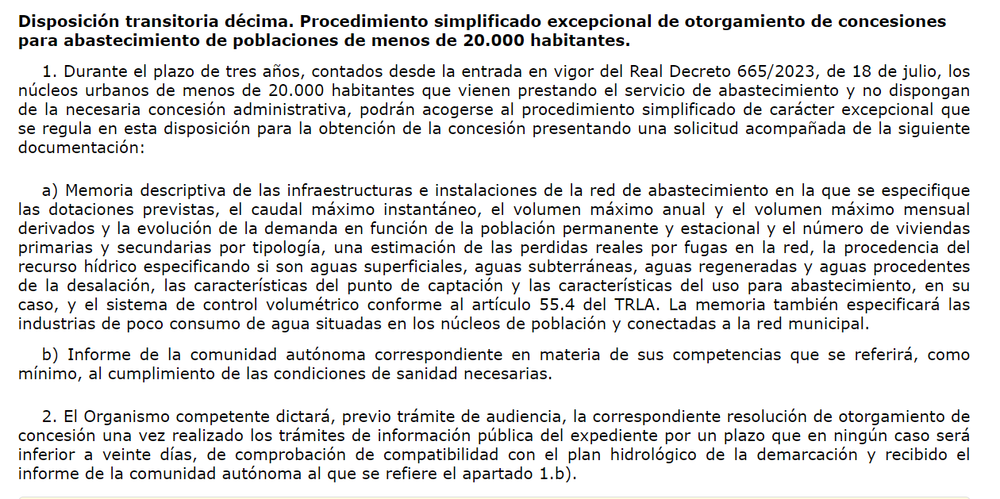 Disposición transitoria décima. Procedimiento simplificado excepcional de otorgamiento de concesiones
para abastecimiento de poblaciones de menos de 20.000 habitantes.
1. Durante el plazo de tres años, contados desde la entrada en vigor del Real Decreto 665/2023, de 18 de julio, los
núcleos urbanos de menos de 20.000 habitantes que vienen prestando el servicio de abastecimiento y no dispongan
de la necesaria concesión administrativa, podrán acogerse al procedimiento simplificado de carácter excepcional que
se regula en esta disposición para la obtención de la concesión presentando una solicitud acompañada de la siguiente
documentación:
a) Memoria descriptiva de las infraestructuras e instalaciones de la red de abastecimiento en la que se especifique
las dotaciones previstas, el caudal máximo instantáneo, el volumen máximo anual y el volumen máximo mensual
derivados y la evolución de la demanda en función de la población permanente y estacional y el número de viviendas
primarias y secundarias por tipología, una estimación de las perdidas reales por fugas en la red, la procedencia del
recurso hídrico especificando si son aguas superficiales, aguas subterráneas, aguas regeneradas y aguas procedentes
de la desalación, las características del punto de captación y las características del uso para abastecimiento, en su
caso, y el sistema de control volumétrico conforme al artículo 55.4 del TRLA. La memoria también especificará las
industrias de poco consumo de agua situadas en los núcleos de población y conectadas a la red municipal.
b) Informe de la comunidad autónoma correspondiente en materia de sus competencias que se referirá, como
mínimo, al cumplimiento de las condiciones de sanidad necesarias.
2. El Organismo competente dictará, previo trámite de audiencia, la correspondiente resolución de otorgamiento de
concesión una vez realizado los trámites de información pública del expediente por un plazo que en ningún caso será
inferior a veinte días, de comprobación de compatibilidad con el plan hidrológico de la demarcación y recibido el
informe de la comunidad autónoma al que se refiere el apartado 1.b).